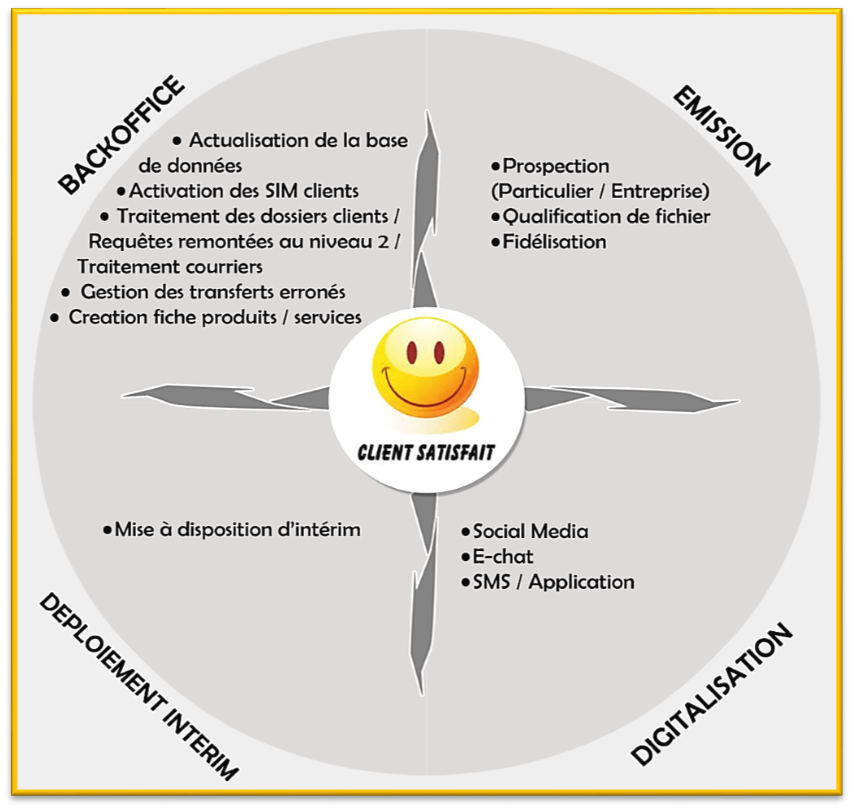 BACKOFFICE
• Actualisation de la base
de données
•Activation des SIM clients
• Traitement des dossiers clients /
Requêtes remontées au niveau 2 /
Traitement courriers
• Gestion des transferts erronés
• Creation fiche produits / services
EMISSION
•Prospection
(Particulier / Entreprise)
•Qualification de fichier
•Fidélisation
CLIENT SATISFAIT
•Mise à disposition d'intérim
DEPLOIEMENT INTERIM
•Social Media
•E-chat
•SMS / Application
DIGITALISATION